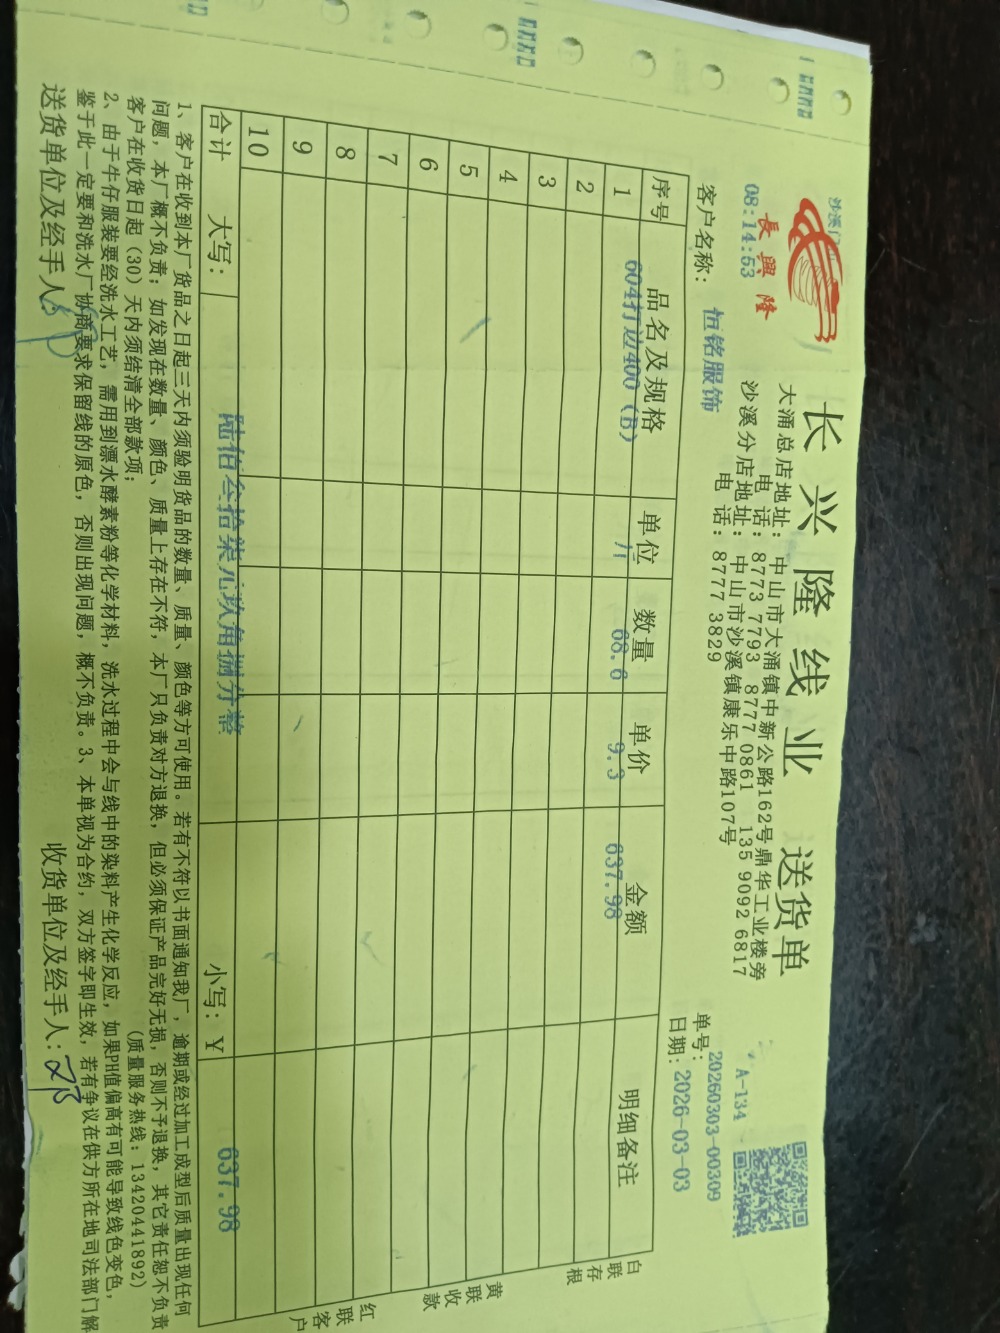 08:14:53
長興隆
长兴隆线业 送货单
大涌总店地址: 中山市大涌镇中新公路162号鼎华工业楼旁
电 话: 8773 7793 8777 0861 135 9092 6817
沙溪分店地址: 中山市沙溪镇康乐中路107号
电 话: 8777 3829
A-134
单号: 20260303-00309
客户名称: 恒铭服饰
日期: 2026-03-03
序号 品名及规格 单位 数量 单价 金额 明细备注
1 604打边400 (B) 斤 68.6 9.3 637.98
2
3
4
5
6
7
8
9
10
合计 大写: 陆佰叁拾柒元玖角捌分整 小写: ¥ 637.98
白联存根
黄联收款
红联客户
1、客户在收到本厂货品之日起三天内须验明货品的数量、质量、颜色等方可使用。若有不符以书面通知我厂, 逾期或经过加工成型后质量出现任何
问题, 本厂概不负责; 如发现在数量、颜色、质量上存在不符, 本厂只负责对方退换, 但必须保证产品完好无损, 否则不予退换, 其它责任恕不负责
客户在收货日起 (30) 天内须结清全部款项;
(质量服务热线: 13420441892)
2、由于牛仔服装要经洗水工艺, 需用到漂水酵素粉等化学材料, 洗水过程中会与线中的染料产生化学反应, 如果PH值偏高有可能导致线色变色,
鉴于此一定要和洗水厂协商要求保留线的原色, 否则出现问题, 概不负责。3、本单视为合约, 双方签字即生效, 若有争议在供方所在地司法部门解
送货单位及经手人: 收货单位及经手人: